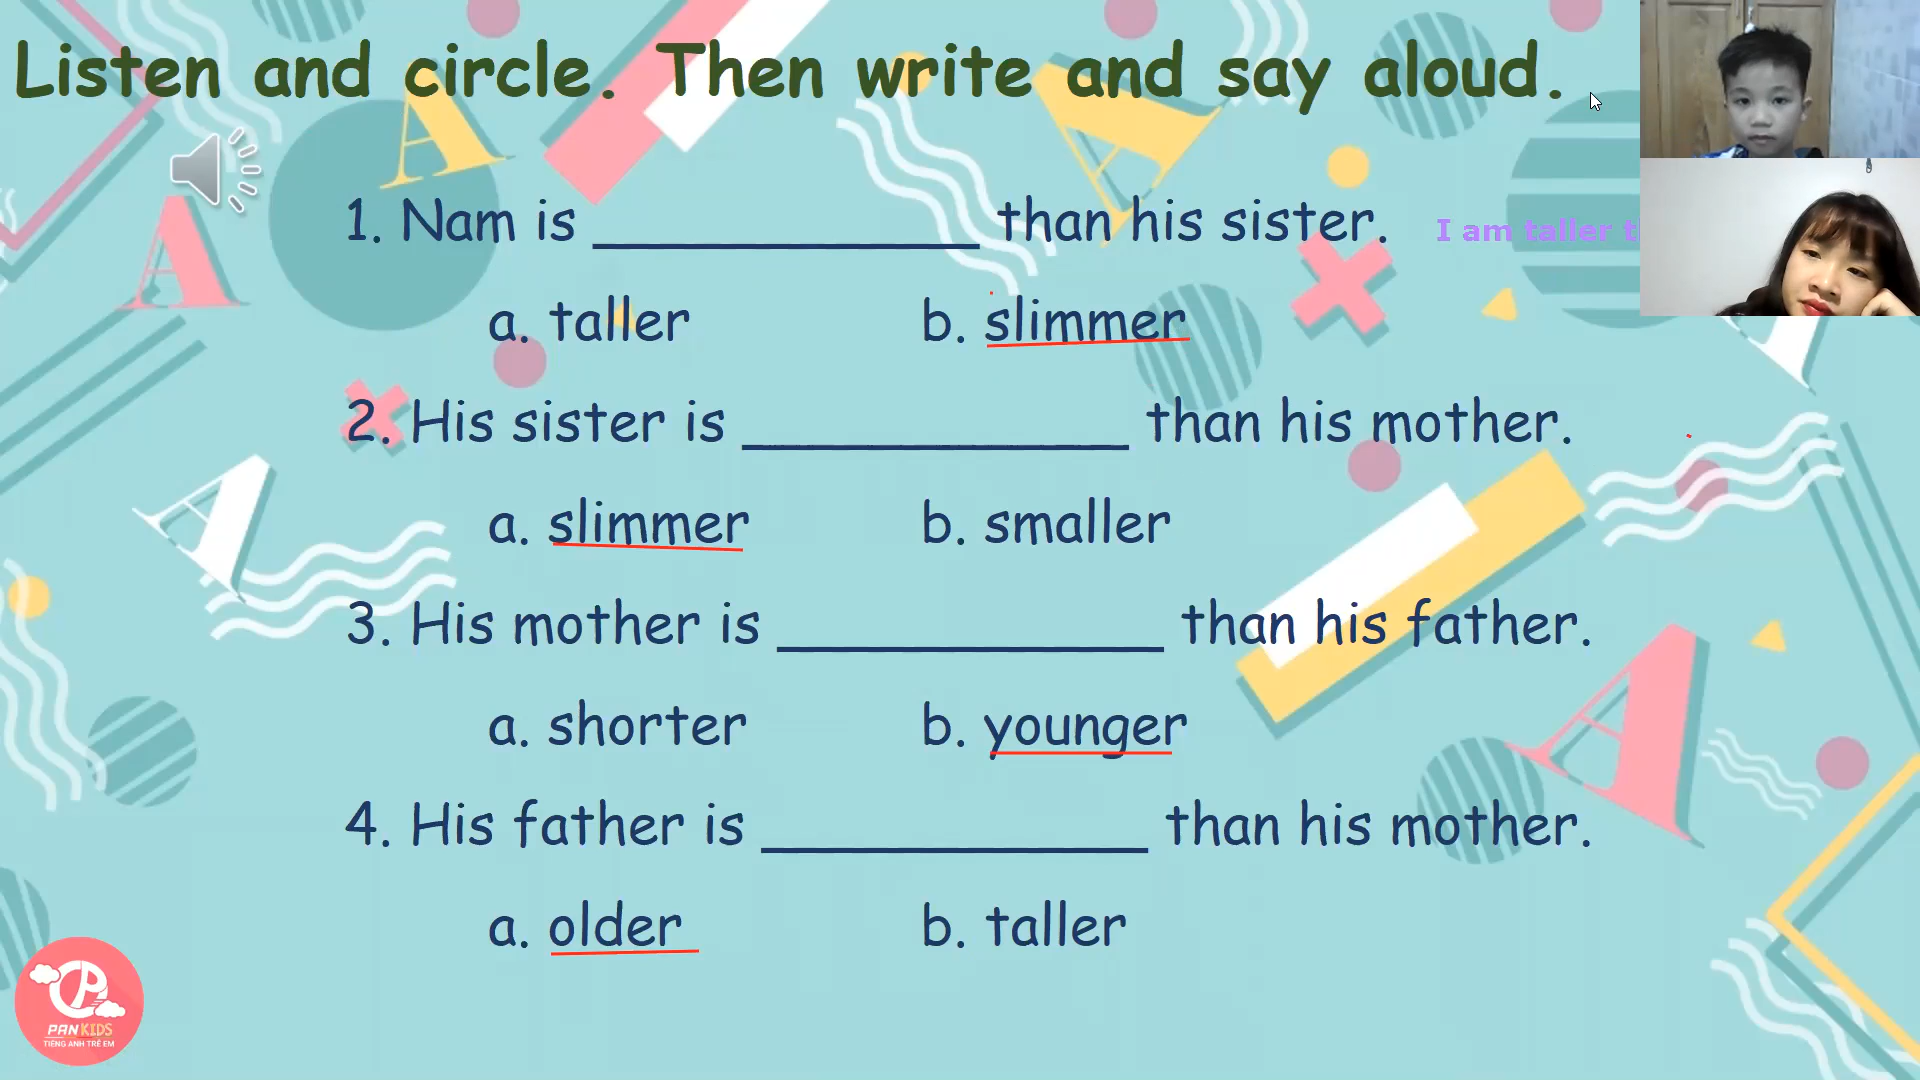 Listen and circle. Then write and say aloud.
1. Nam is ____________ than his sister.
I am taller t
a. taller b. slimmer
2. His sister is ____________ than his mother.
a. slimmer b. smaller
3. His mother is ____________ than his father.
a. shorter b. younger
4. His father is ____________ than his mother.
a. older b. taller
PANKIDS
TIẾNG ANH TRẺ EM